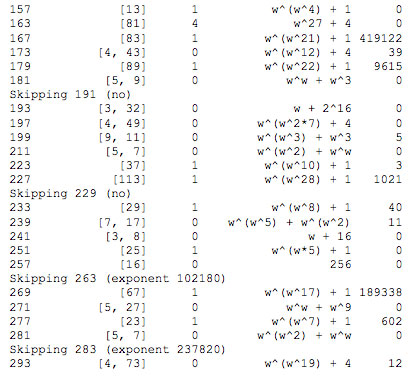 157 [13] 1 w^(w^4) + 1 0
163 [81] 4 w^27 + 4 0
167 [83] 1 w^(w^21) + 1 419122
173 [4, 43] 0 w^(w^12) + 4 39
179 [89] 1 w^(w^22) + 1 9615
181 [5, 9] 0 w^w + w^3 0
Skipping 191 (no)
193 [3, 32] 0 w + 2^16 0
197 [4, 49] 0 w^(w^2*7) + 4 0
199 [9, 11] 0 w^(w^3) + w^3 5
211 [5, 7] 0 w^(w^2) + w^w 0
223 [37] 1 w^(w^10) + 1 3
227 [113] 1 w^(w^28) + 1 1021
Skipping 229 (no)
233 [29] 1 w^(w^8) + 1 40
239 [7, 17] 0 w^(w^5) + w^(w^2) 11
241 [3, 8] 0 w + 16 0
251 [25] 1 w^(w*5) + 1 0
257 [16] 0 256 0
Skipping 263 (exponent 102180)
269 [67] 1 w^(w^17) + 1 189338
271 [5, 27] 0 w^w + w^9 0
277 [23] 1 w^(w^7) + 1 602
281 [5, 7] 0 w^(w^2) + w^w 0
Skipping 283 (exponent 237820)
293 [4, 73] 0 w^(w^19) + 4 12